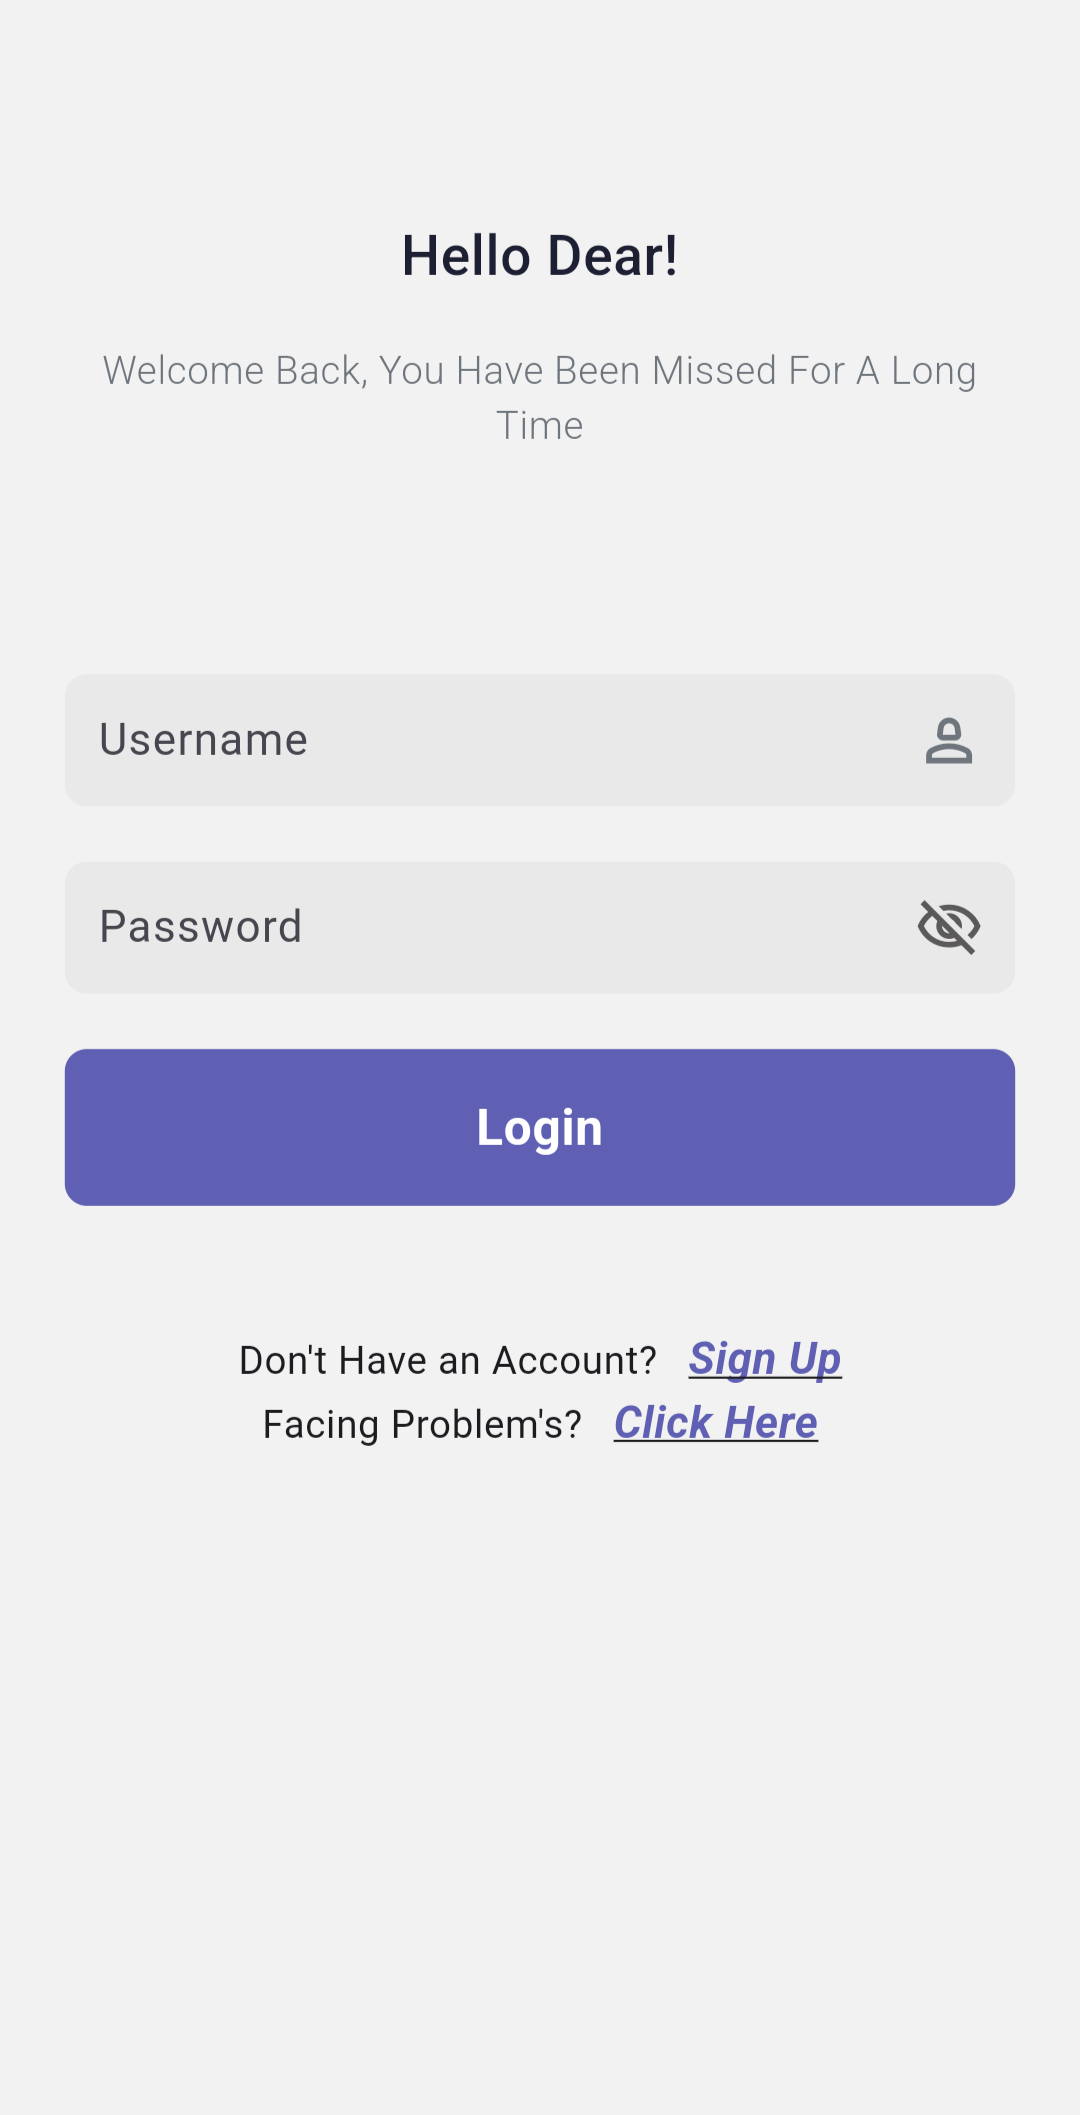 Hello Dear!
Welcome Back, You Have Been Missed For A Long
Time
Username
Password
Login
Don't Have an Account? Sign Up
Facing Problem's? Click Here